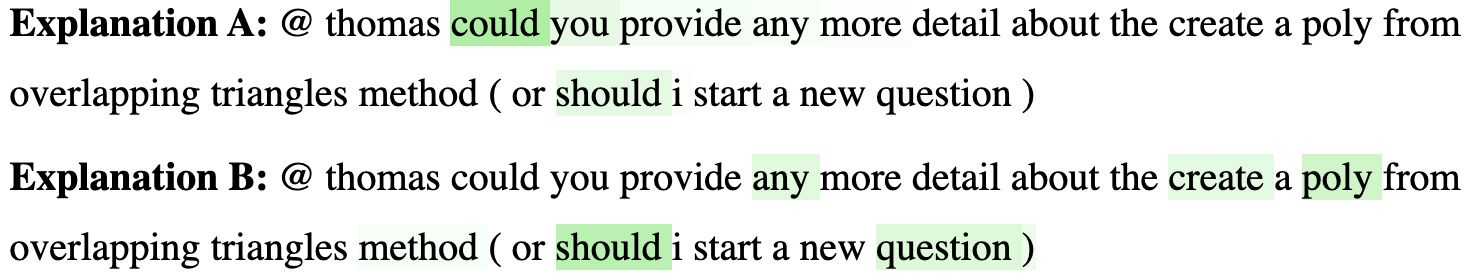 Explanation A: @ thomas could you provide any more detail about the create a poly from
overlapping triangles method ( or should i start a new question )
Explanation B: @ thomas could you provide any more detail about the create a poly from
overlapping triangles method ( or should i start a new question )